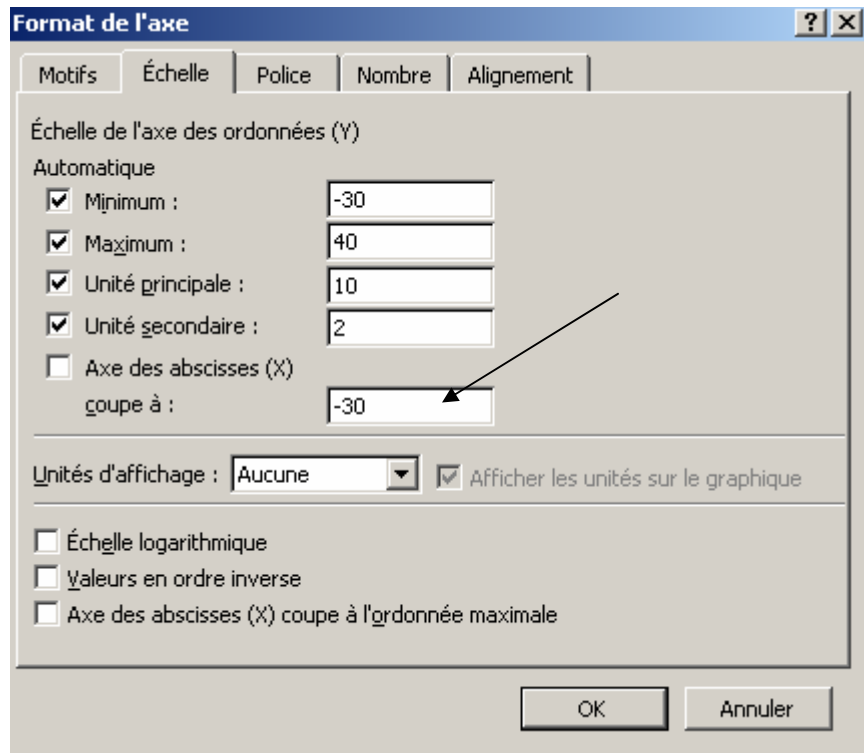 Format de l'axe
Motifs Échelle Police Nombre Alignement
Échelle de l'axe des ordonnées (Y)
Automatique
Minimum : -30
Maximum : 40
Unité principale : 10
Unité secondaire : 2
Axe des abscisses (X)
coupe à : -30
Unités d'affichage : Aucune Afficher les unités sur le graphique
Échelle logarithmique
Valeurs en ordre inverse
Axe des abscisses (X) coupe à l'ordonnée maximale
OK Annuler